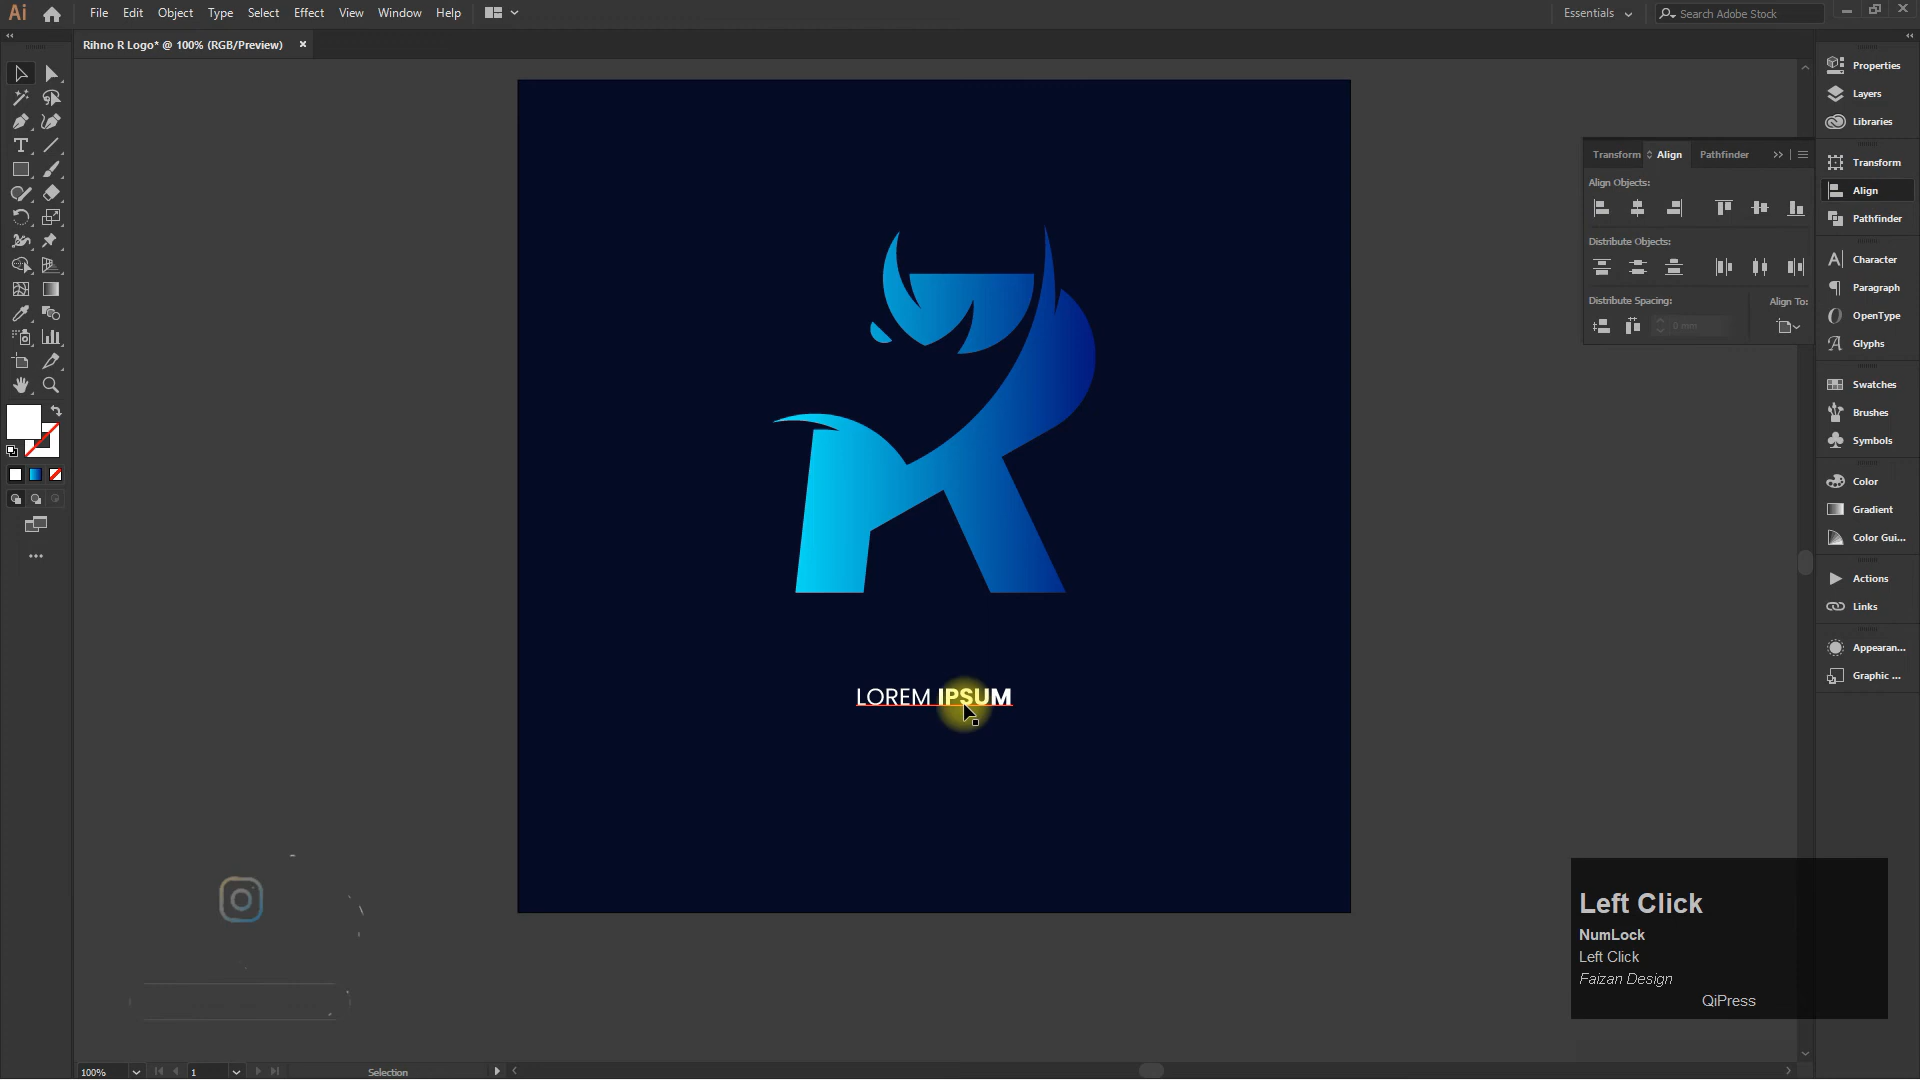 Ai
File Edit Object Type Select Effect View Window Help
Essentials
Search Adobe Stock
Rihno R Logo* @ 100% (RGB/Preview)
Properties
Layers
Libraries
Transform
Align
Pathfinder
Character
Paragraph
OpenType
Glyphs
Swatches
Brushes
Symbols
Color
Gradient
Color Gui...
Actions
Links
Appearan...
Graphic ...
Transform Align Pathfinder
Align Objects:
Distribute Objects:
Distribute Spacing: Align To:
0 mm
LOREM IPSUM
Left Click
NumLock
Left Click
Faizan Design
QiPress
100% 1 Selection